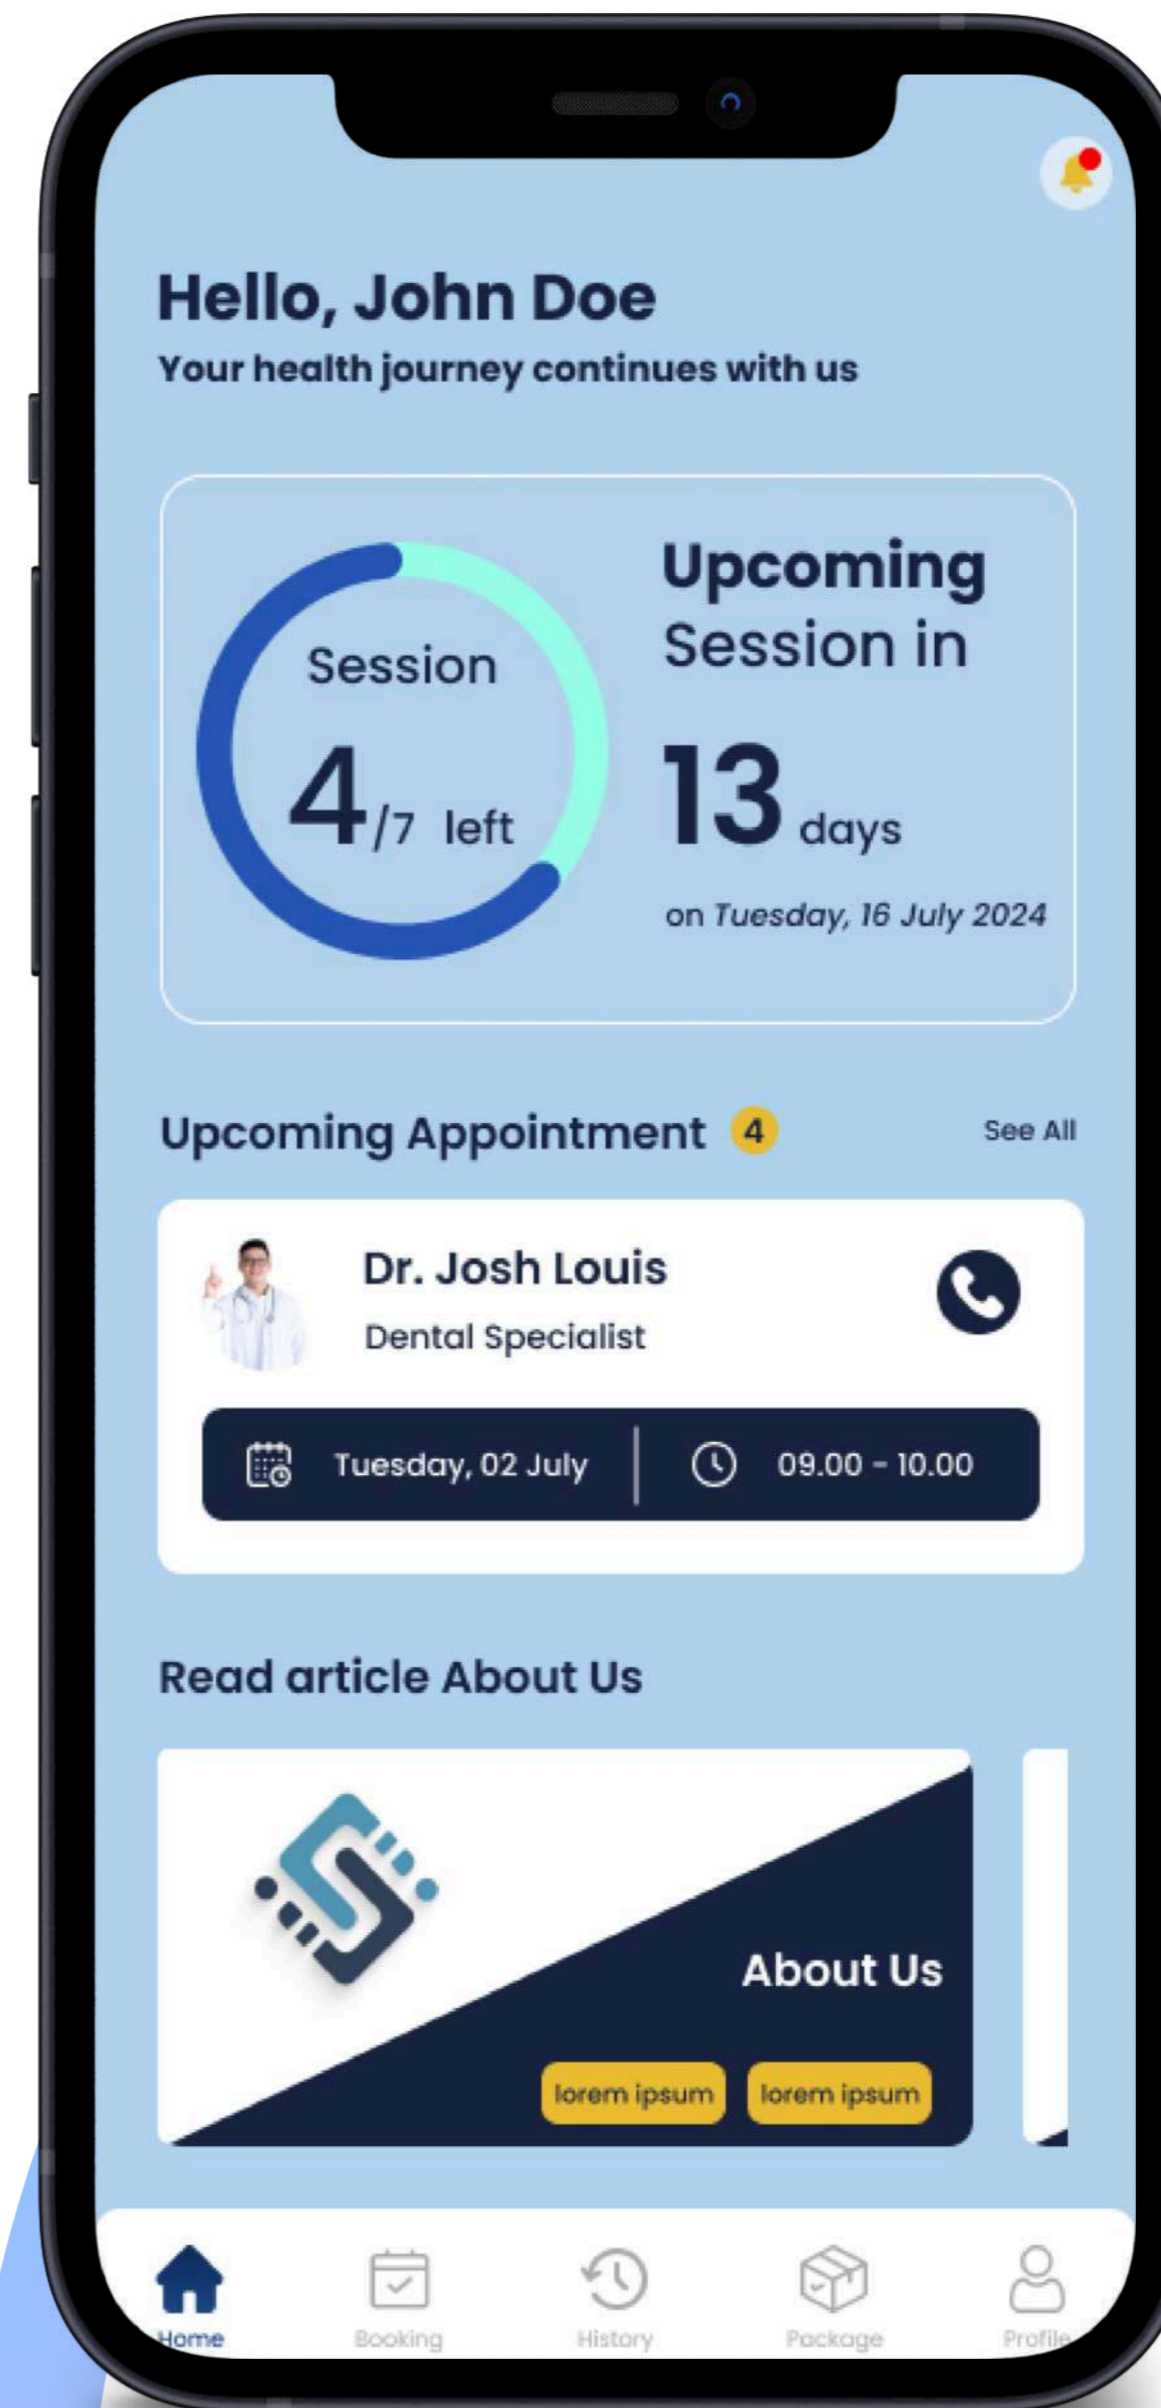 Hello, John Doe
Your health journey continues with us
Session
4/7 left
Upcoming
Session in
13 days
on Tuesday, 16 July 2024
Upcoming Appointment 4
See All
Dr. Josh Louis
Dental Specialist
Tuesday, 02 July
09.00 - 10.00
Read article About Us
About Us
lorem ipsum
lorem ipsum
Home
Booking
History
Package
Profile